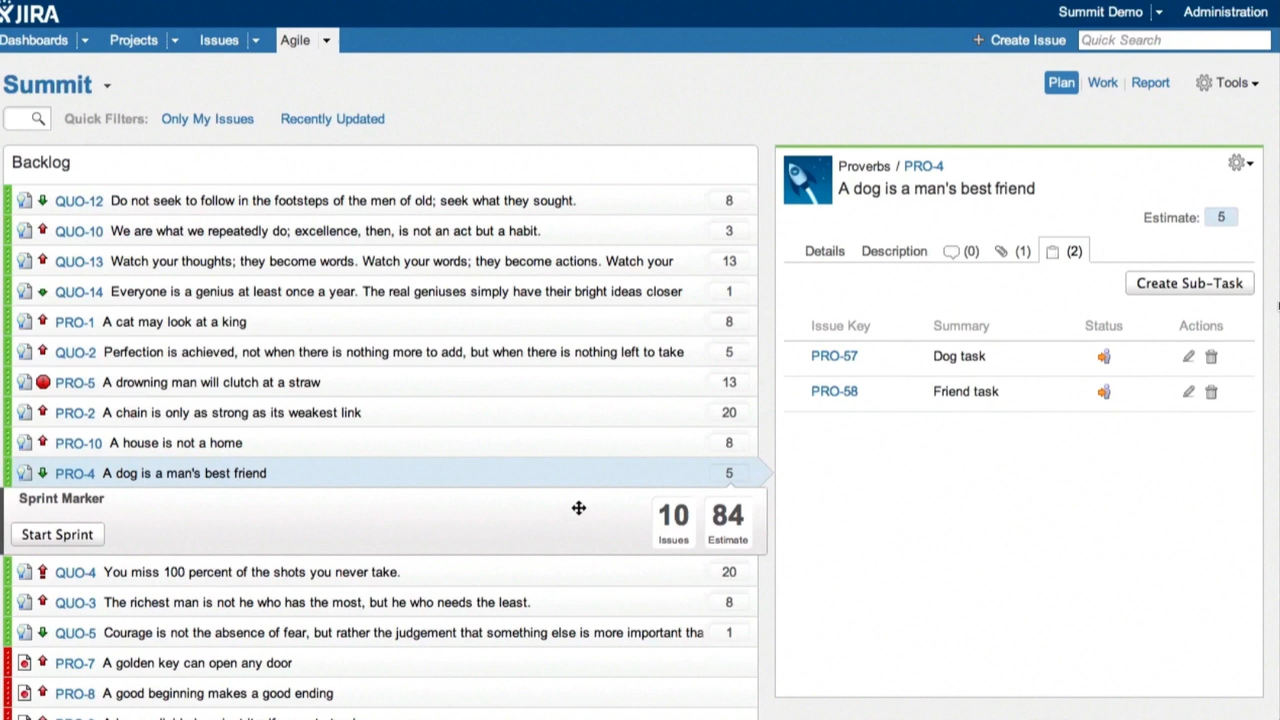 JIRA
Summit Demo Administration
Dashboards Projects Issues Agile + Create Issue Quick Search
Summit Plan Work Report Tools
Quick Filters: Only My Issues Recently Updated
Backlog
QUO-12 Do not seek to follow in the footsteps of the men of old; seek what they sought. 8
QUO-10 We are what we repeatedly do; excellence, then, is not an act but a habit. 3
QUO-13 Watch your thoughts; they become words. Watch your words; they become actions. Watch your 13
QUO-14 Everyone is a genius at least once a year. The real geniuses simply have their bright ideas closer 1
PRO-1 A cat may look at a king 8
QUO-2 Perfection is achieved, not when there is nothing more to add, but when there is nothing left to take 5
PRO-5 A drowning man will clutch at a straw 13
PRO-2 A chain is only as strong as its weakest link 20
PRO-10 A house is not a home 8
PRO-4 A dog is a man's best friend 5
Sprint Marker
Start Sprint
10 84
Issues Estimate
QUO-4 You miss 100 percent of the shots you never take. 20
QUO-3 The richest man is not he who has the most, but he who needs the least. 8
QUO-5 Courage is not the absence of fear, but rather the judgement that something else is more important tha 1
PRO-7 A golden key can open any door
PRO-8 A good beginning makes a good ending
Proverbs / PRO-4
A dog is a man's best friend
Estimate: 5
Details Description (0) (1) (2)
Create Sub-Task
Issue Key Summary Status Actions
PRO-57 Dog task
PRO-58 Friend task